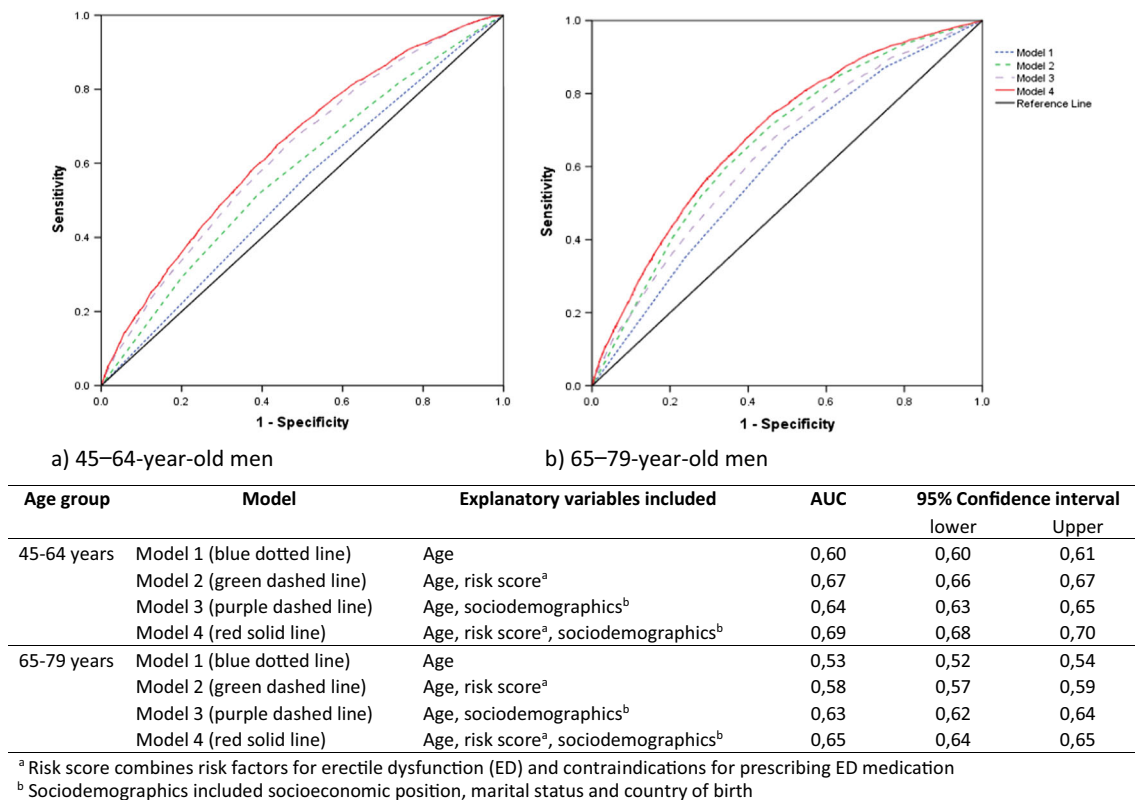 1.0
0.8
0.6
0.4
0.2
0.0
Sensitivity
0.0 0.2 0.4 0.6 0.8 1.0
1 - Specificity
a) 45–64-year-old men
1.0
0.8
0.6
0.4
0.2
0.0
Sensitivity
0.0 0.2 0.4 0.6 0.8 1.0
1 - Specificity
b) 65–79-year-old men
Model 1
Model 2
Model 3
Model 4
Reference Line
Age group Model Explanatory variables included AUC 95% Confidence interval
lower Upper
45-64 years Model 1 (blue dotted line) Age 0,60 0,60 0,61
Model 2 (green dashed line) Age, risk scoreᵃ 0,67 0,66 0,67
Model 3 (purple dashed line) Age, sociodemographicsᵇ 0,64 0,63 0,65
Model 4 (red solid line) Age, risk scoreᵃ, sociodemographicsᵇ 0,69 0,68 0,70
65-79 years Model 1 (blue dotted line) Age 0,53 0,52 0,54
Model 2 (green dashed line) Age, risk scoreᵃ 0,58 0,57 0,59
Model 3 (purple dashed line) Age, sociodemographicsᵇ 0,63 0,62 0,64
Model 4 (red solid line) Age, risk scoreᵃ, sociodemographicsᵇ 0,65 0,64 0,65
ᵃ Risk score combines risk factors for erectile dysfunction (ED) and contraindications for prescribing ED medication
ᵇ Sociodemographics included socioeconomic position, marital status and country of birth